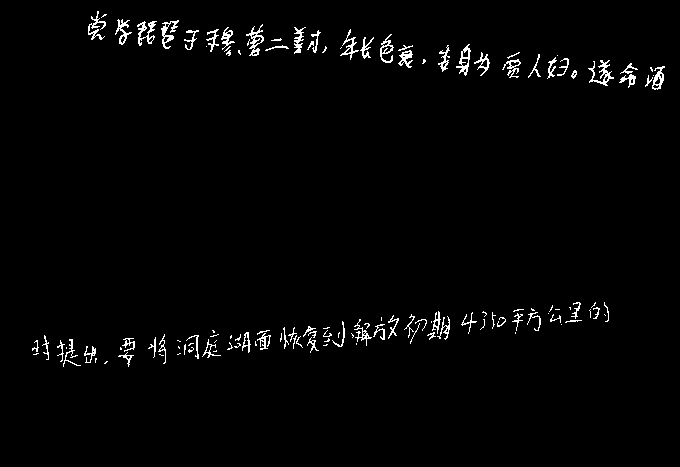 尝学琵琶于穆、曹二善才,年长色衰,委身为贾人妇。遂命酒
时提出,要将洞庭湖面恢复到解放初期4350平方公里的